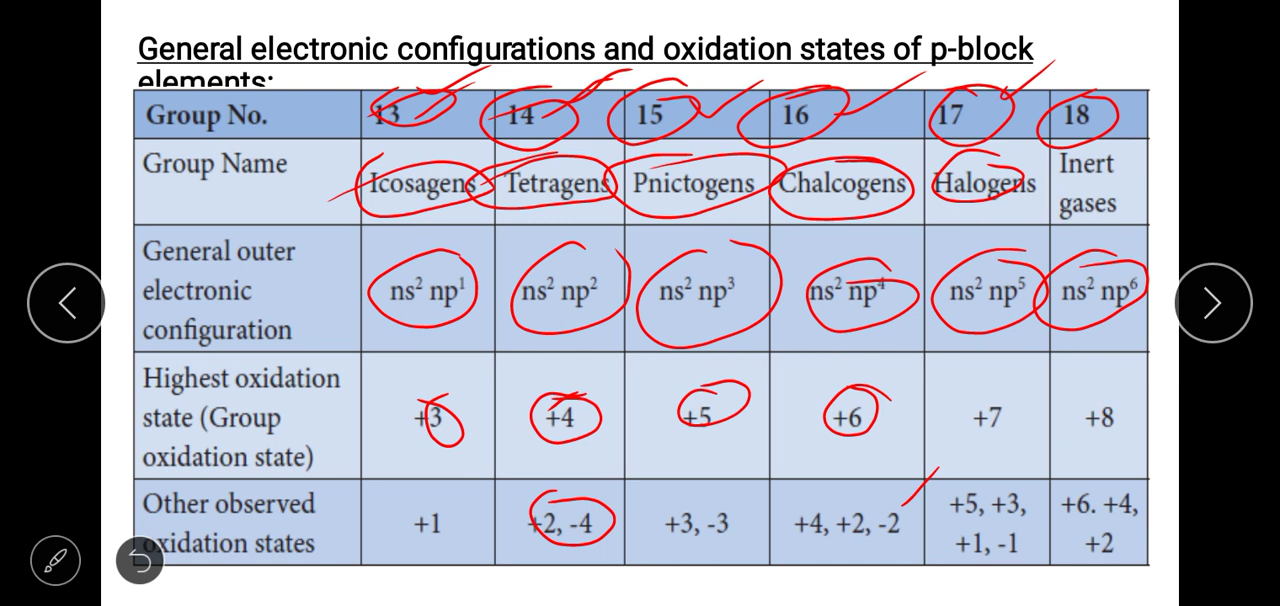 General electronic configurations and oxidation states of p-block
elements:
Group No. 13 14 15 16 17 18
Group Name Icosagens Tetragens Pnictogens Chalcogens Halogens Inert
gases
General outer
electronic
configuration ns² np¹ ns² np² ns² np³ ns² np⁴ ns² np⁵ ns² np⁶
Highest oxidation
state (Group
oxidation state) +3 +4 +5 +6 +7 +8
Other observed
oxidation states +1 +2, -4 +3, -3 +4, +2, -2 +5, +3,
+1, -1 +6. +4,
+2